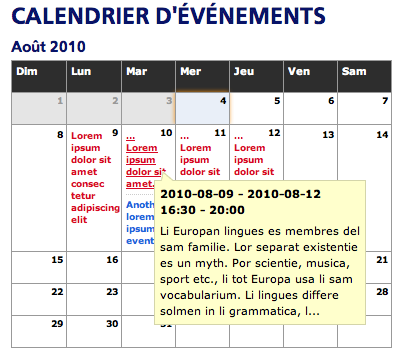 CALENDRIER D'ÉVÉNEMENTS
Août 2010
Dim Lun Mar Mer Jeu Ven Sam
1 2 3 4 5 6 7
8 9 10 11 12 13 14
Lorem
ipsum
dolor sit
amet
consec
tetur
adipiscing
elit
...
Lorem
ipsum
dolor sit
amet
...
Lorem
ipsum
dolor sit
...
Lorem
ipsum
dolor sit
Anoth
lorem
ipsum
event
2010-08-09 - 2010-08-12
16:30 - 20:00
Li Europan lingues es membres del
sam familie. Lor separat existentie
es un myth. Por scientie, musica,
sport etc., li tot Europa usa li sam
vocabularium. Li lingues differe
solmen in li grammatica, l...
15 16 21
22 23 28
29 30